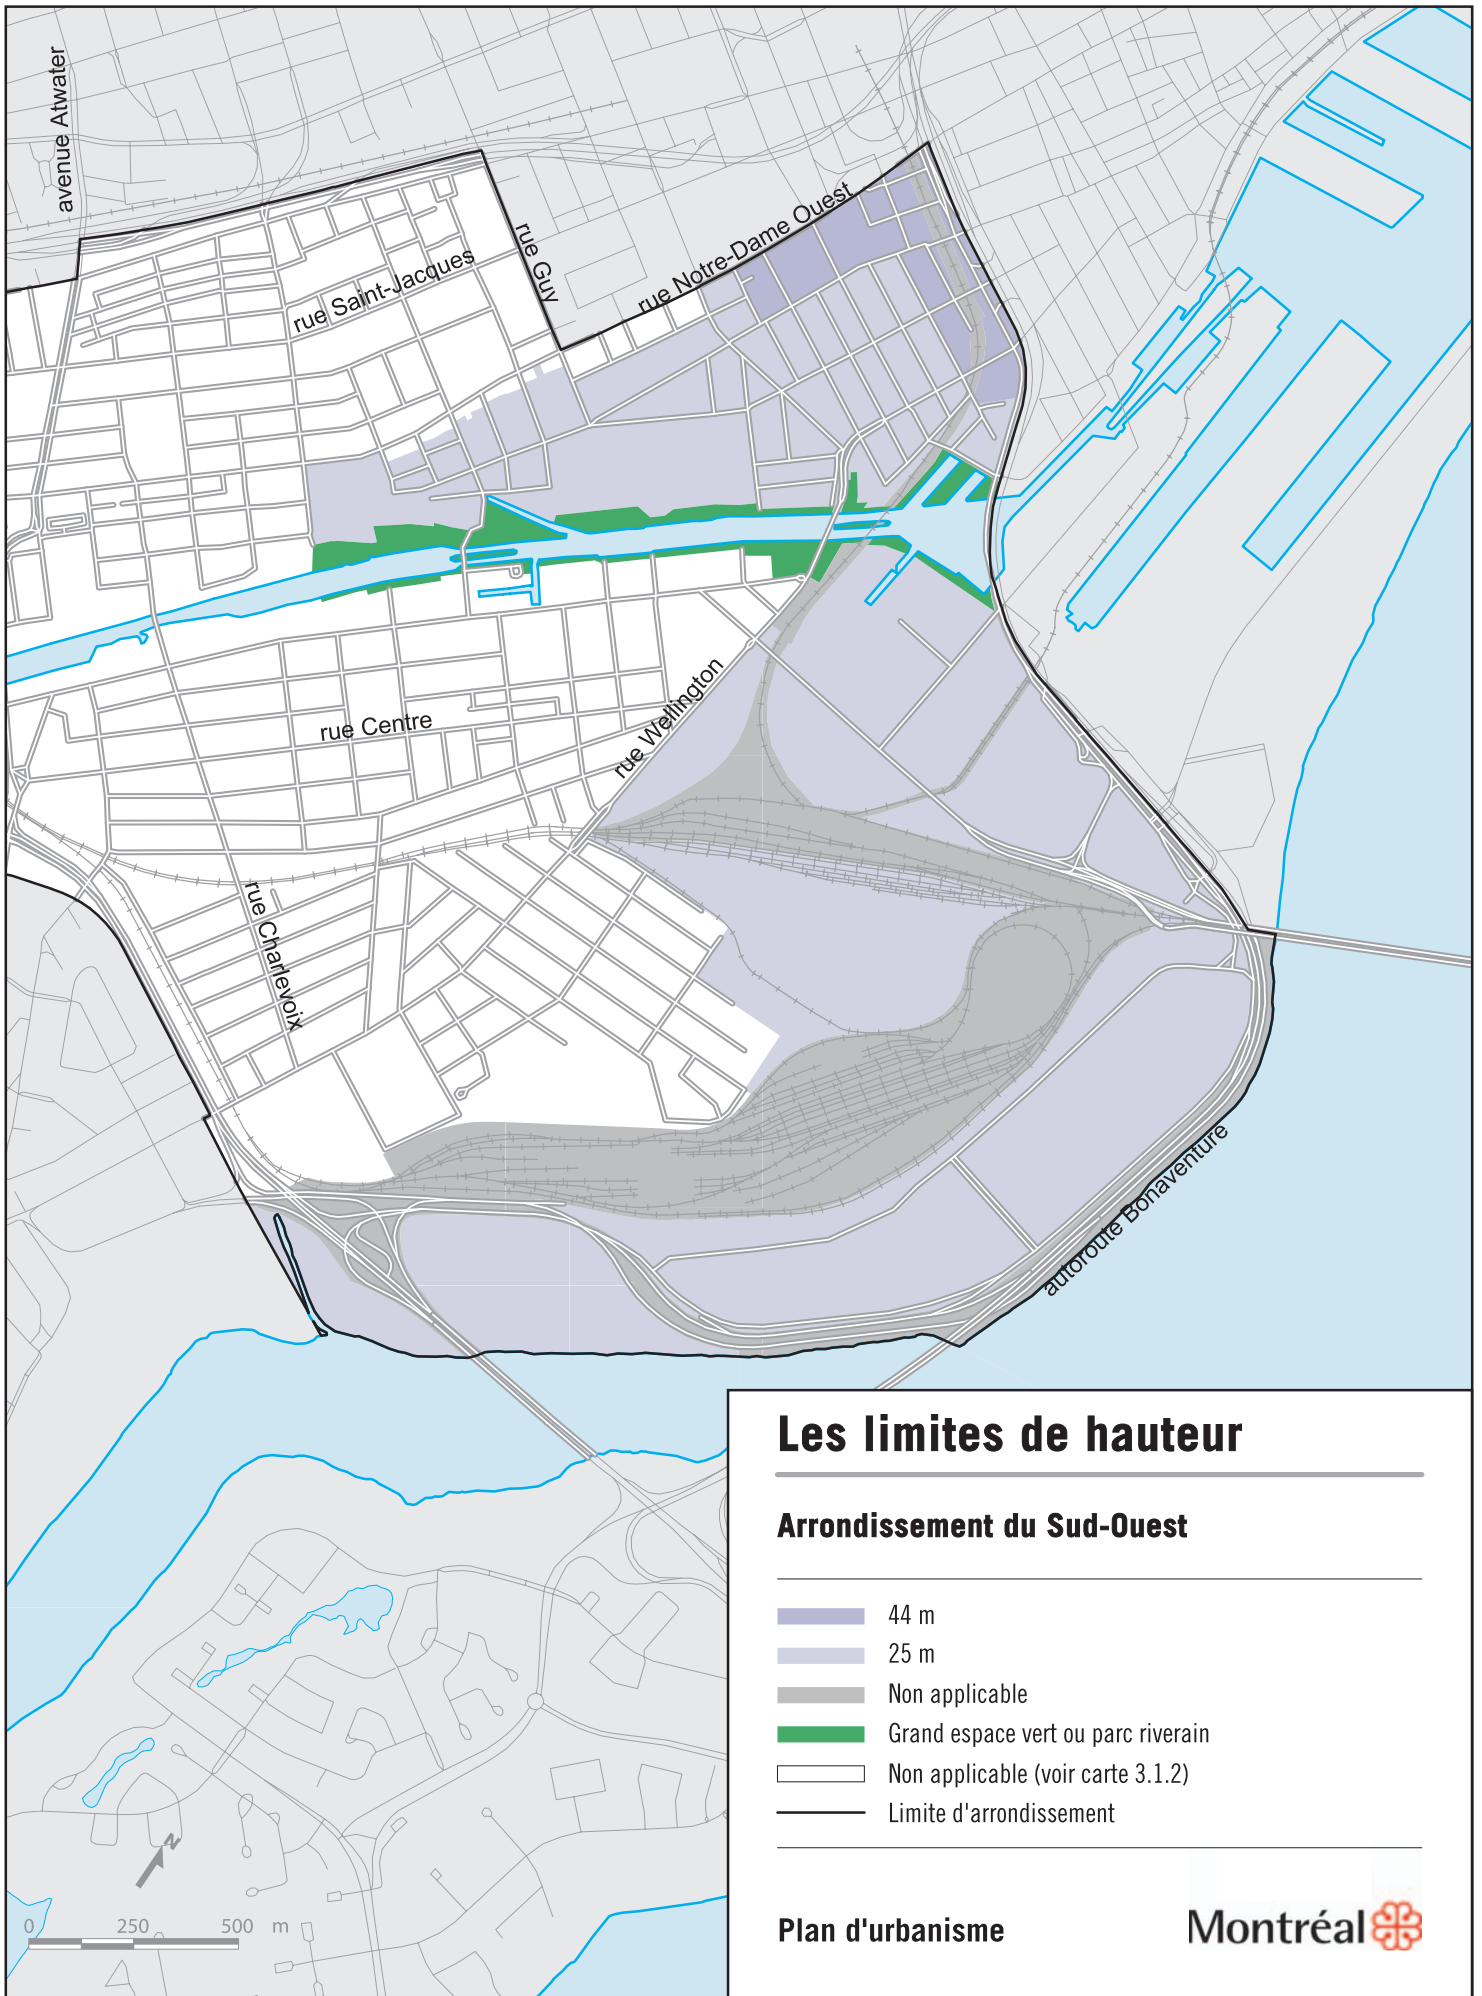 avenue Atwater
rue Saint-Jacques
rue Guy
rue Notre-Dame Ouest
rue Centre
rue Wellington
rue Charlevoix
autoroute Bonaventure
Les limites de hauteur
Arrondissement du Sud-Ouest
44 m
25 m
Non applicable
Grand espace vert ou parc riverain
Non applicable (voir carte 3.1.2)
Limite d'arrondissement
N
0 250 500 m
Plan d'urbanisme
Montréal